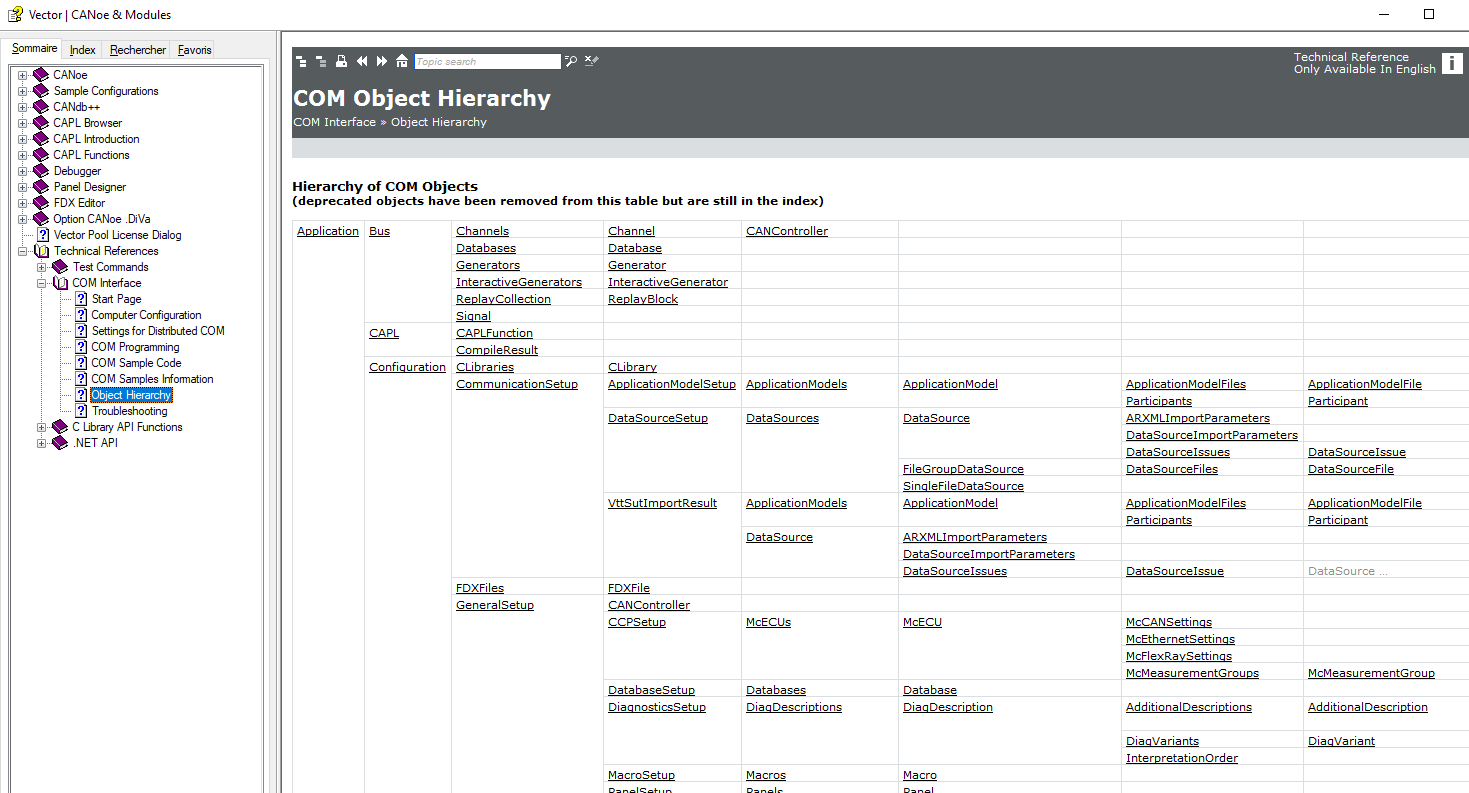 Vector | CANoe & Modules
Sommaire Index Rechercher Favoris
CANoe
Sample Configurations
CANdb++
CAPL Browser
CAPL Introduction
CAPL Functions
Debugger
Panel Designer
FDX Editor
Option CANoe .DiVa
Vector Pool License Dialog
Technical References
Test Commands
COM Interface
Start Page
Computer Configuration
Settings for Distributed COM
COM Programming
COM Sample Code
COM Samples Information
Object Hierarchy
Troubleshooting
C Library API Functions
.NET API
Topic search
Technical Reference
Only Available In English
COM Object Hierarchy
COM Interface » Object Hierarchy
Hierarchy of COM Objects
(deprecated objects have been removed from this table but are still in the index)
Application Bus Channels Channel CANController
Databases Database
Generators Generator
InteractiveGenerators InteractiveGenerator
ReplayCollection ReplayBlock
Signal
CAPL CAPLFunction
CompileResult
Configuration CLibraries CLibrary
CommunicationSetup ApplicationModelSetup ApplicationModels ApplicationModel ApplicationModelFiles ApplicationModelFile
Participants Participant
DataSourceSetup DataSources DataSource ARXMLImportParameters
DataSourceImportParameters
DataSourceIssues DataSourceIssue
FileGroupDataSource DataSourceFiles DataSourceFile
SingleFileDataSource
VttSutImportResult ApplicationModels ApplicationModel ApplicationModelFiles ApplicationModelFile
Participants Participant
DataSource ARXMLImportParameters
DataSourceImportParameters
DataSourceIssues DataSourceIssue DataSource ...
FDXFiles FDXFile
GeneralSetup CANController
CCPSetup McECUs McECU McCANSettings
McEthernetSettings
McFlexRaySettings
McMeasurementGroups McMeasurementGroup
DatabaseSetup Databases Database
DiagnosticsSetup DiagDescriptions DiagDescription AdditionalDescriptions AdditionalDescription
DiagVariants DiagVariant
InterpretationOrder
MacroSetup Macros Macro
PanelSetup Panels Panel